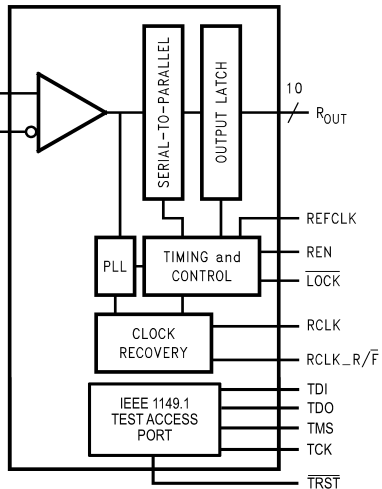 SERIAL-TO-PARALLEL
OUTPUT LATCH
10
ROUT
REFCLK
REN
LOCK
PLL
TIMING and
CONTROL
CLOCK
RECOVERY
RCLK
RCLK_R/F
IEEE 1149.1
TEST ACCESS
PORT
TDI
TDO
TMS
TCK
TRST